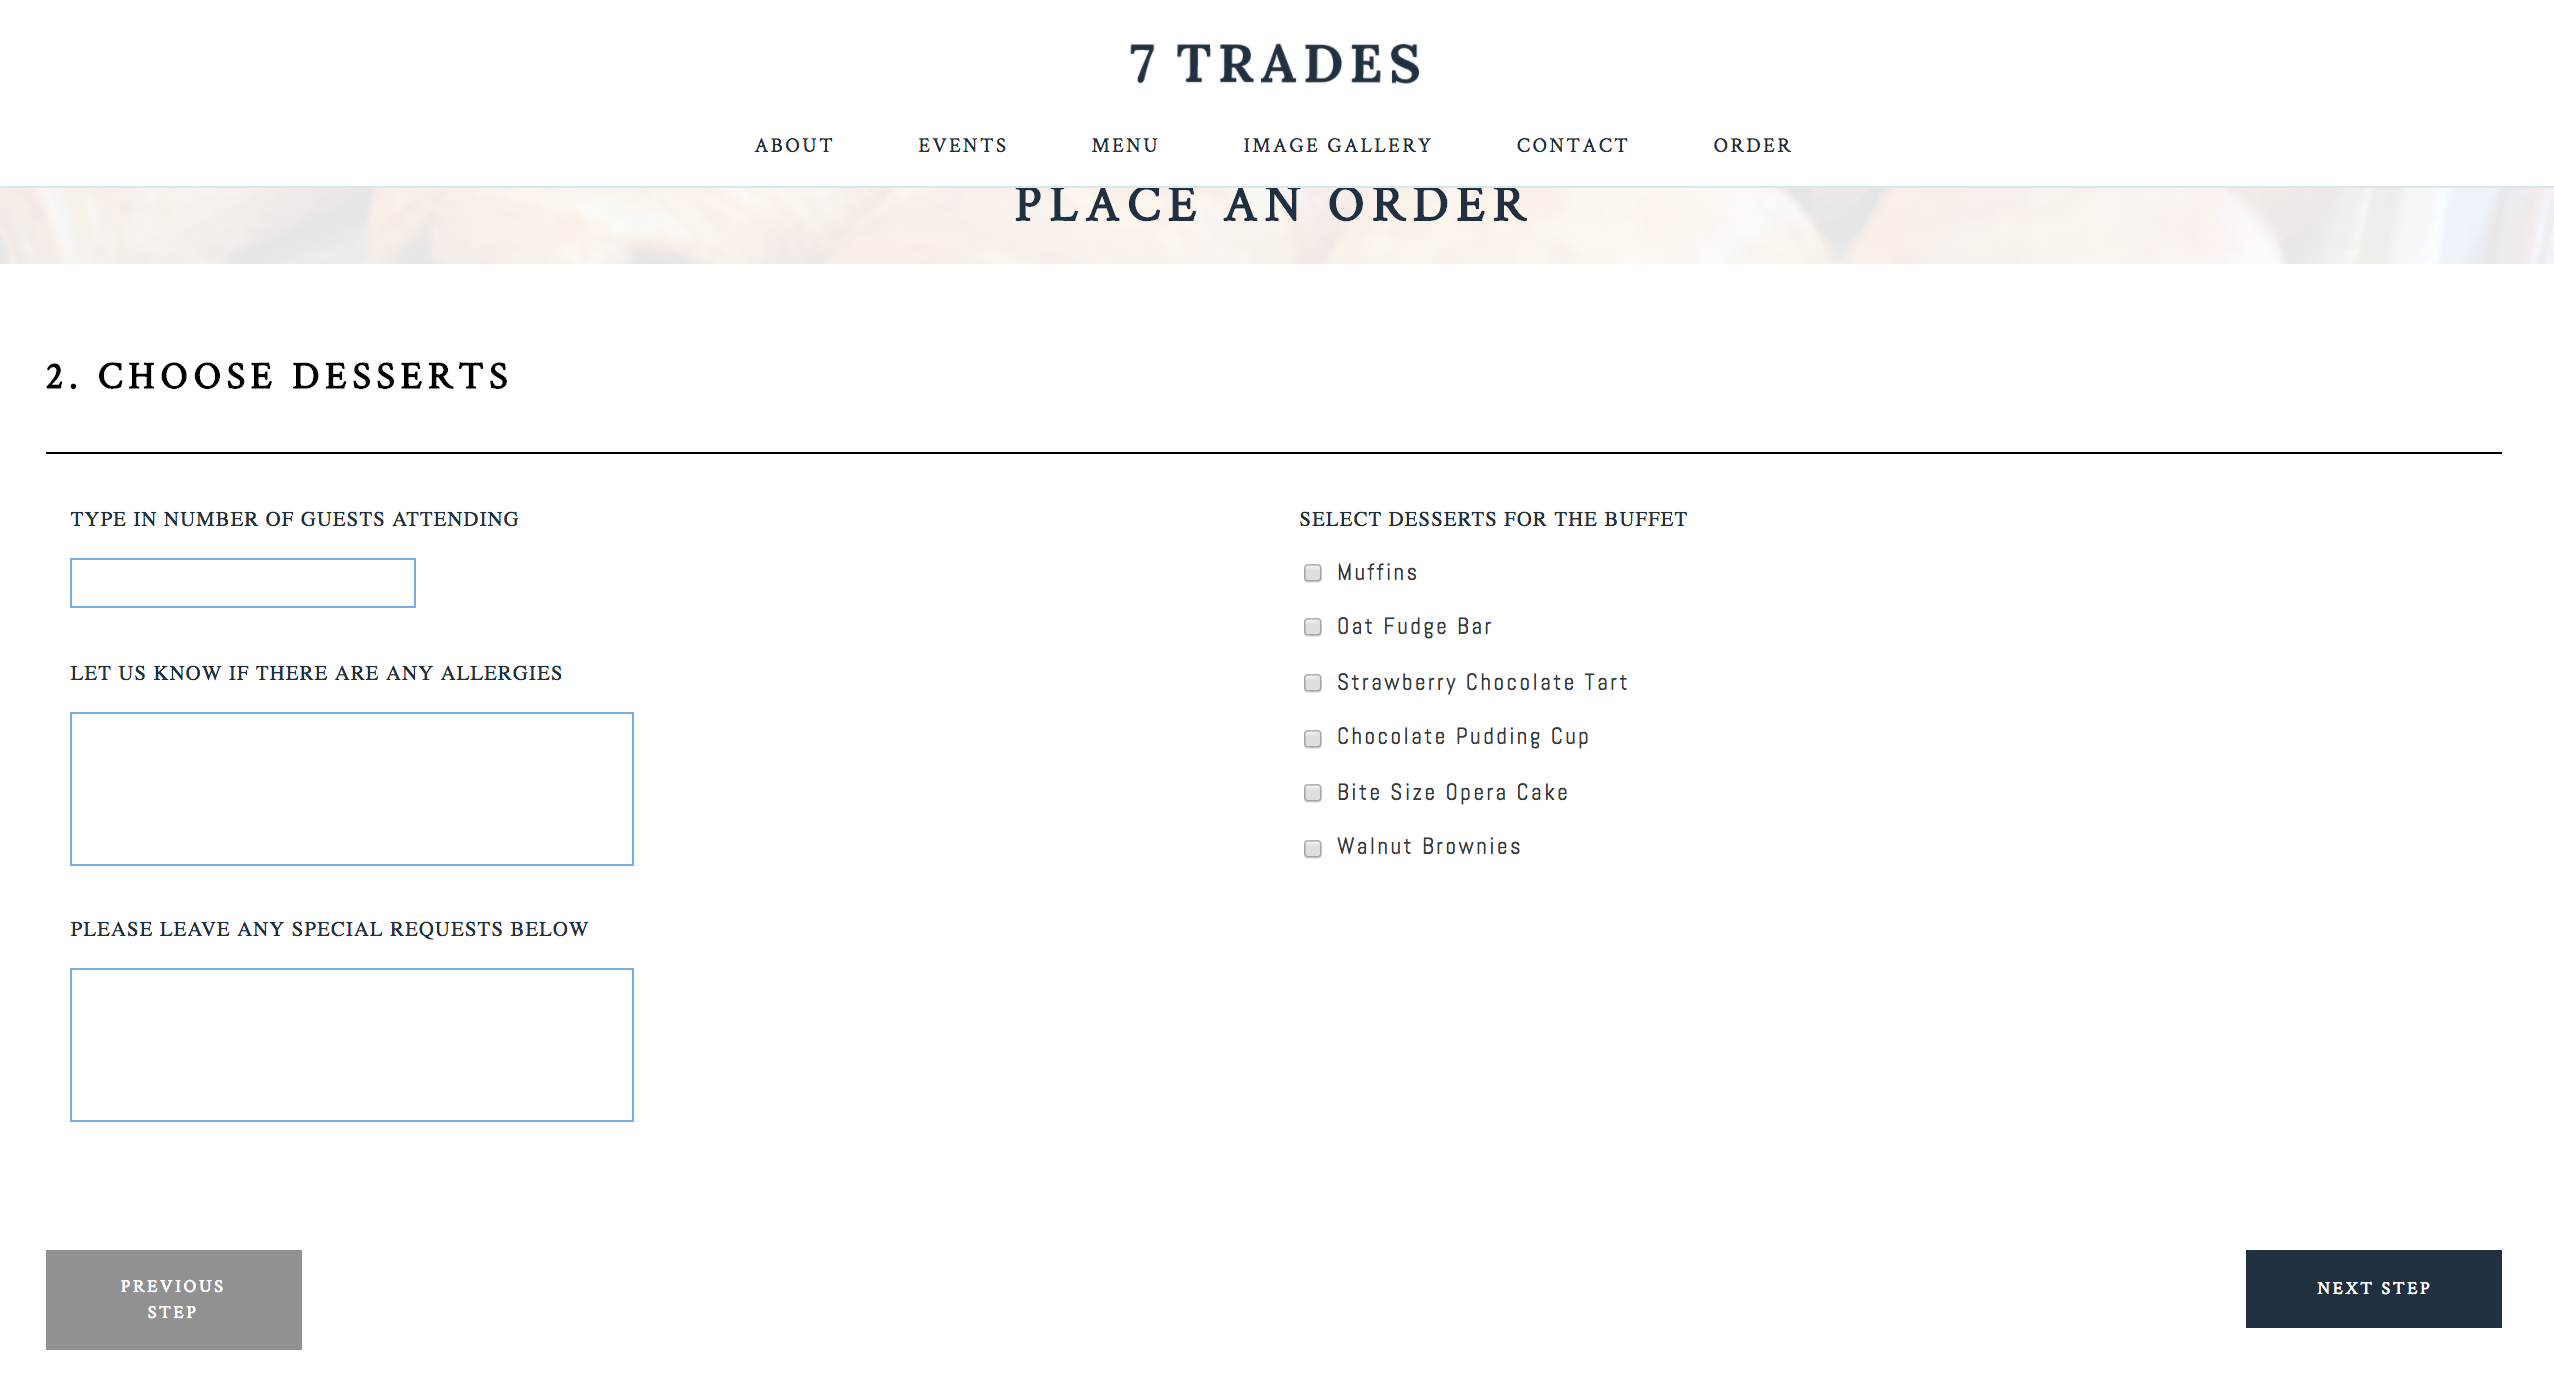 7 TRADES
ABOUT EVENTS MENU IMAGE GALLERY CONTACT ORDER
PLACE AN ORDER
2. CHOOSE DESSERTS
TYPE IN NUMBER OF GUESTS ATTENDING
LET US KNOW IF THERE ARE ANY ALLERGIES
PLEASE LEAVE ANY SPECIAL REQUESTS BELOW
SELECT DESSERTS FOR THE BUFFET
Muffins
Oat Fudge Bar
Strawberry Chocolate Tart
Chocolate Pudding Cup
Bite Size Opera Cake
Walnut Brownies
PREVIOUS
STEP
NEXT STEP